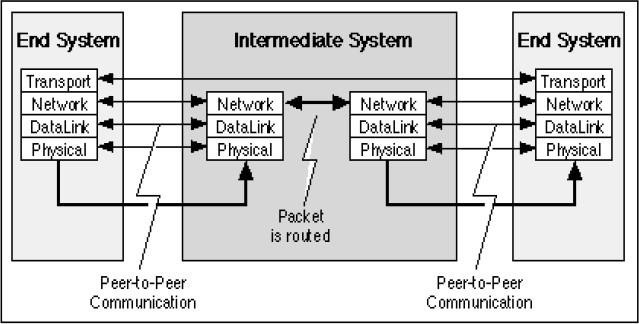 End System
Intermediate System
End System
Transport
Network
DataLink
Physical
Network
DataLink
Physical
Network
DataLink
Physical
Transport
Network
DataLink
Physical
Packet
is routed
Peer-to-Peer
Communication
Peer-to-Peer
Communication